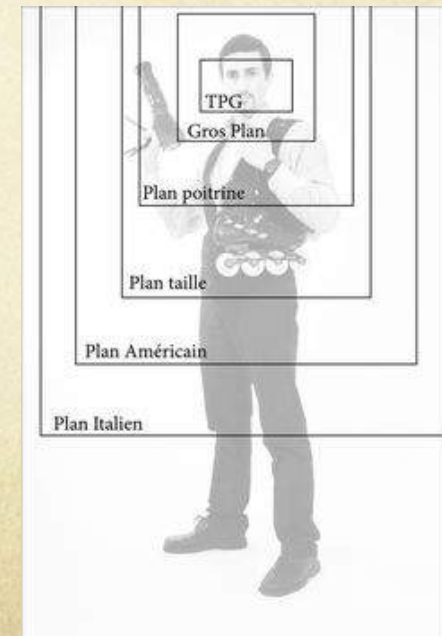 TPG
Gros Plan
Plan poitrine
Plan taille
Plan Américain
Plan Italien